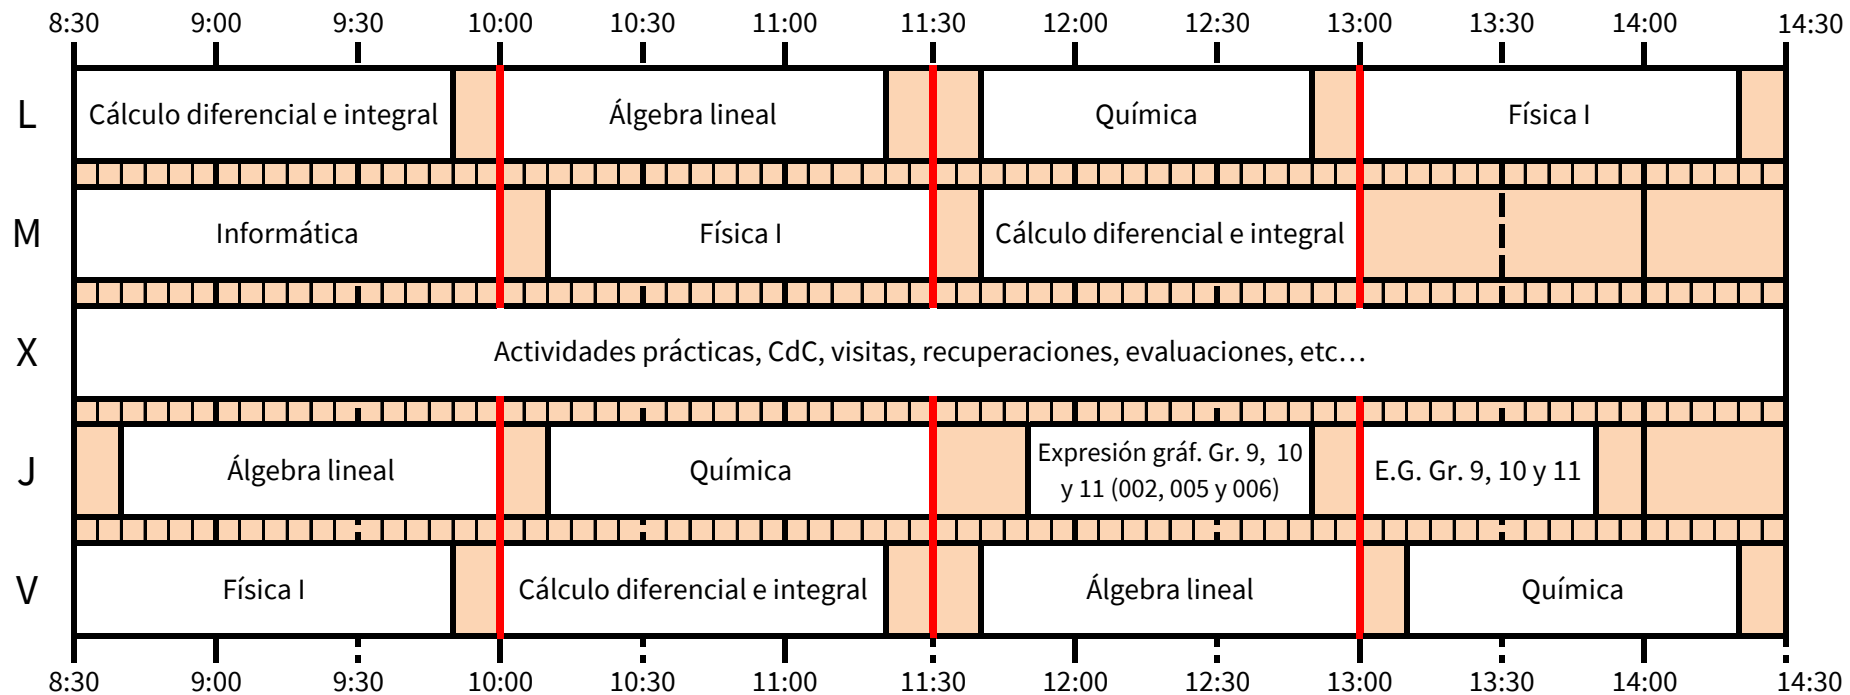 8:30 9:00 9:30 10:00 10:30 11:00 11:30 12:00 12:30 13:00 13:30 14:00 14:30
L Cálculo diferencial e integral Álgebra lineal Química Física I
M Informática Física I Cálculo diferencial e integral
X Actividades prácticas, CdC, visitas, recuperaciones, evaluaciones, etc...
J Álgebra lineal Química Expresión gráf. Gr. 9, 10
y 11 (002, 005 y 006) E.G. Gr. 9, 10 y 11
V Física I Cálculo diferencial e integral Álgebra lineal Química
8:30 9:00 9:30 10:00 10:30 11:00 11:30 12:00 12:30 13:00 13:30 14:00 14:30